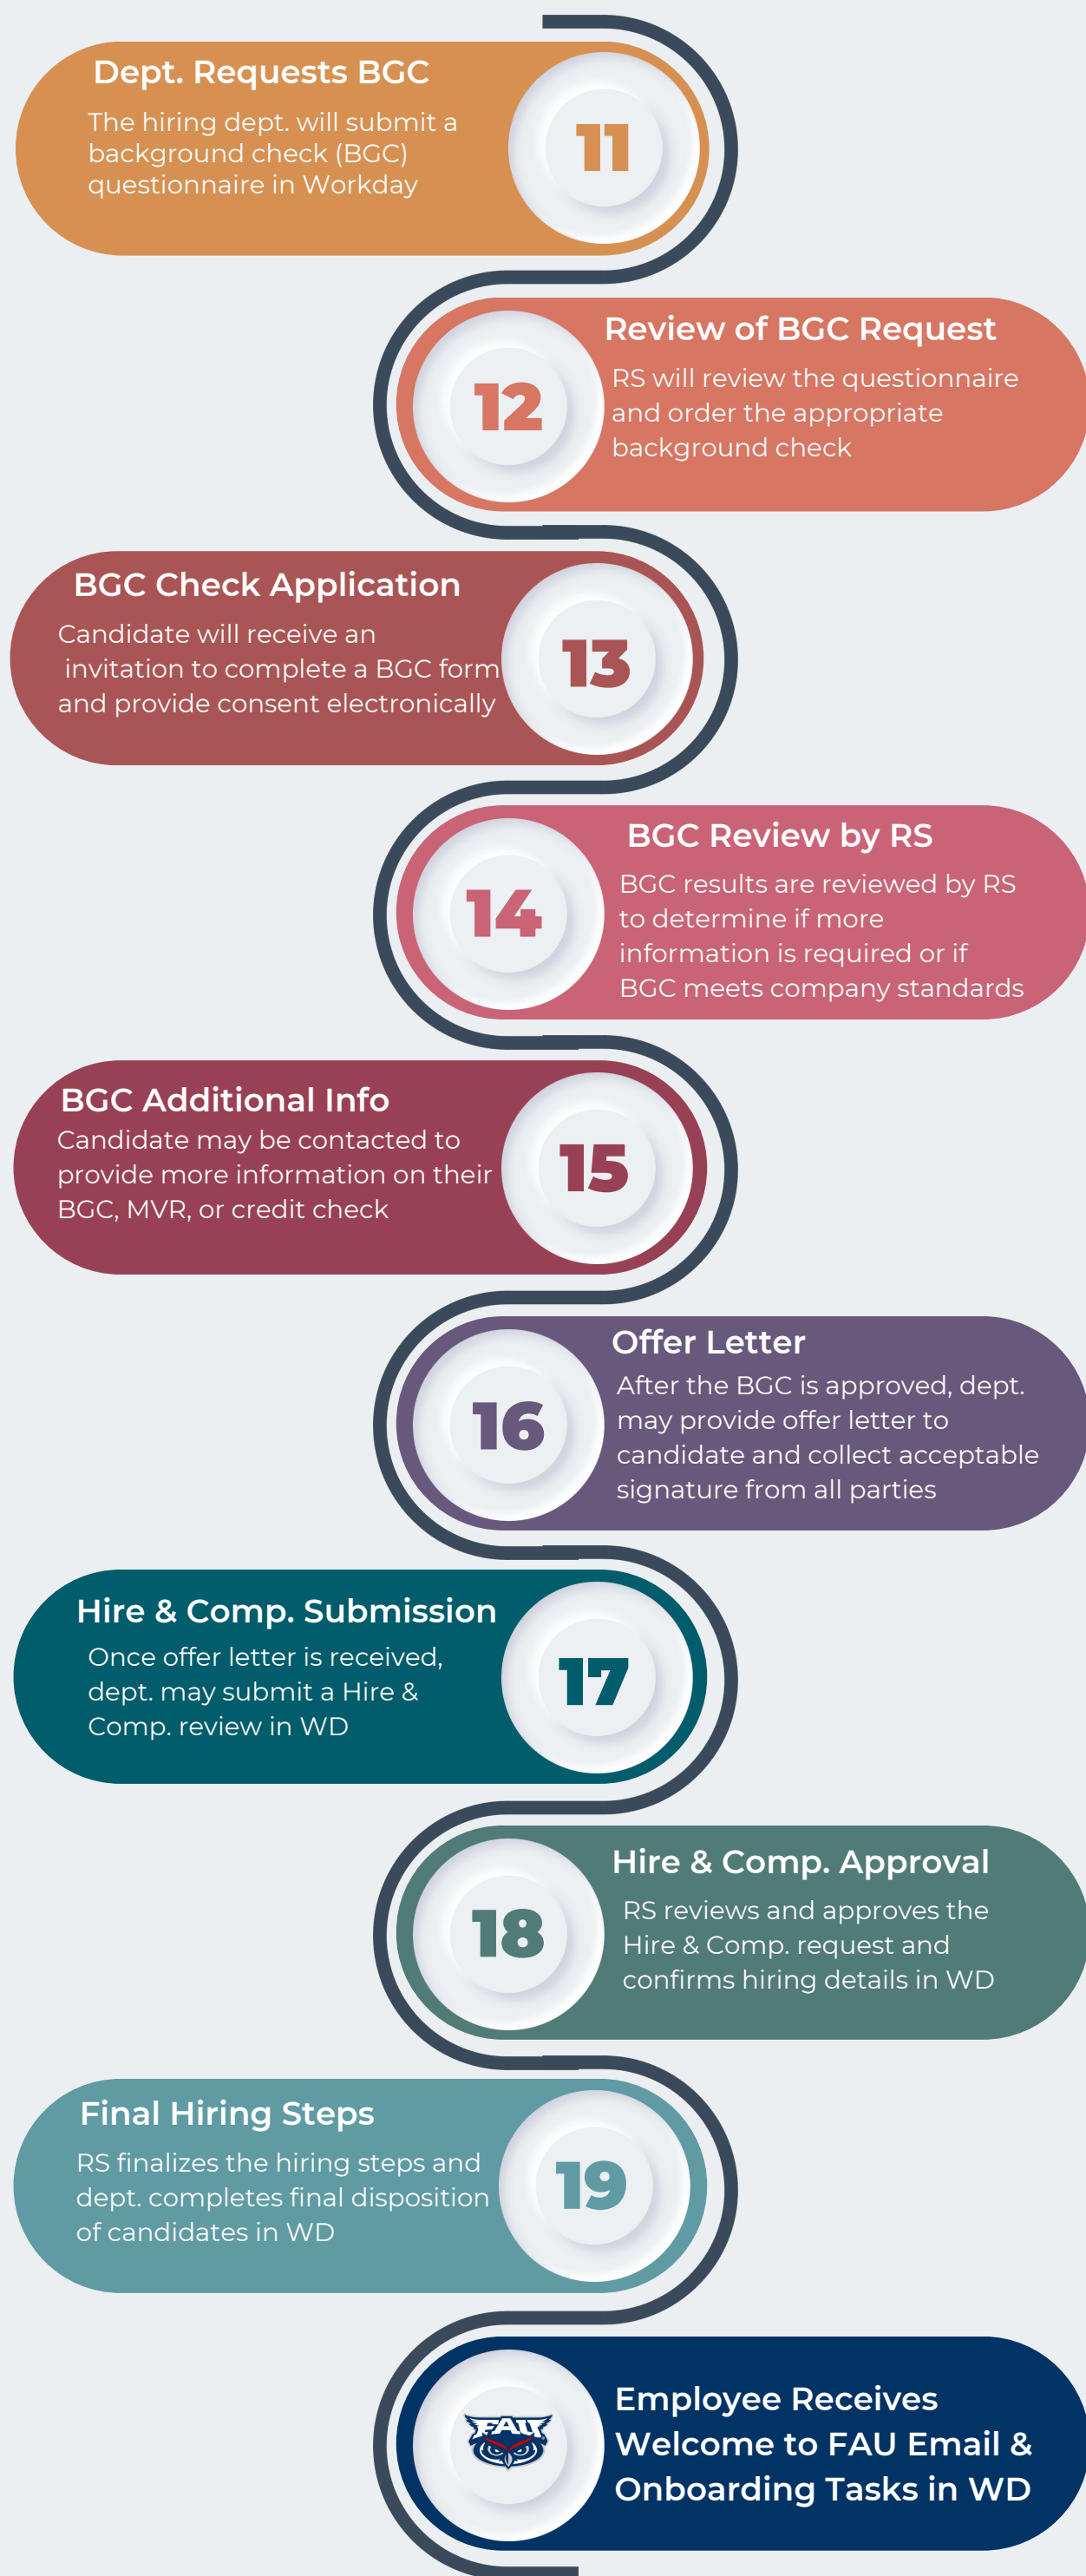 Dept. Requests BGC
The hiring dept. will submit a
background check (BGC)
questionnaire in Workday
11
Review of BGC Request
RS will review the questionnaire
and order the appropriate
background check
12
BGC Check Application
Candidate will receive an
invitation to complete a BGC form
and provide consent electronically
13
BGC Review by RS
BGC results are reviewed by RS
to determine if more
information is required or if
BGC meets company standards
14
BGC Additional Info
Candidate may be contacted to
provide more information on their
BGC, MVR, or credit check
15
Offer Letter
After the BGC is approved, dept.
may provide offer letter to
candidate and collect acceptable
signature from all parties
16
Hire & Comp. Submission
Once offer letter is received,
dept. may submit a Hire &
Comp. review in WD
17
Hire & Comp. Approval
RS reviews and approves the
Hire & Comp. request and
confirms hiring details in WD
18
Final Hiring Steps
RS finalizes the hiring steps and
dept. completes final disposition
of candidates in WD
19
FAU
Employee Receives
Welcome to FAU Email &
Onboarding Tasks in WD